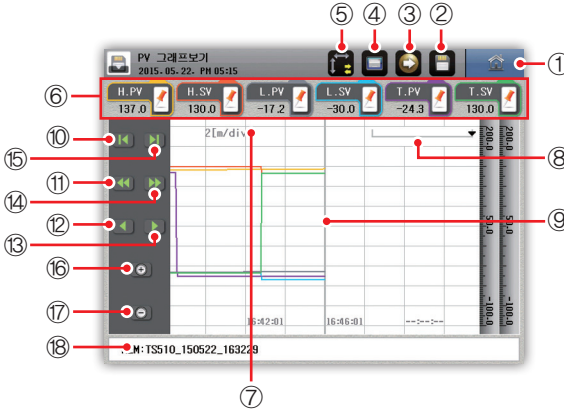 ⑤ ④ ③ ②
PV 그래프보기
2015.05.22. PM 05:15
①
⑥
H.PV H.SV L.PV L.SV T.PV T.SV
137.0 130.0 -17.2 -30.0 -24.3 130.0
⑩
2[m/div
200.0 200.0
⑧
⑮
⑪
⑭
⑫
50.0 50.0
⑨
⑬
⑯
⑰
-100.0 -100.0
16:42:01 16:46:01 --:--:--
⑱
:TS510_150522_163229
⑦